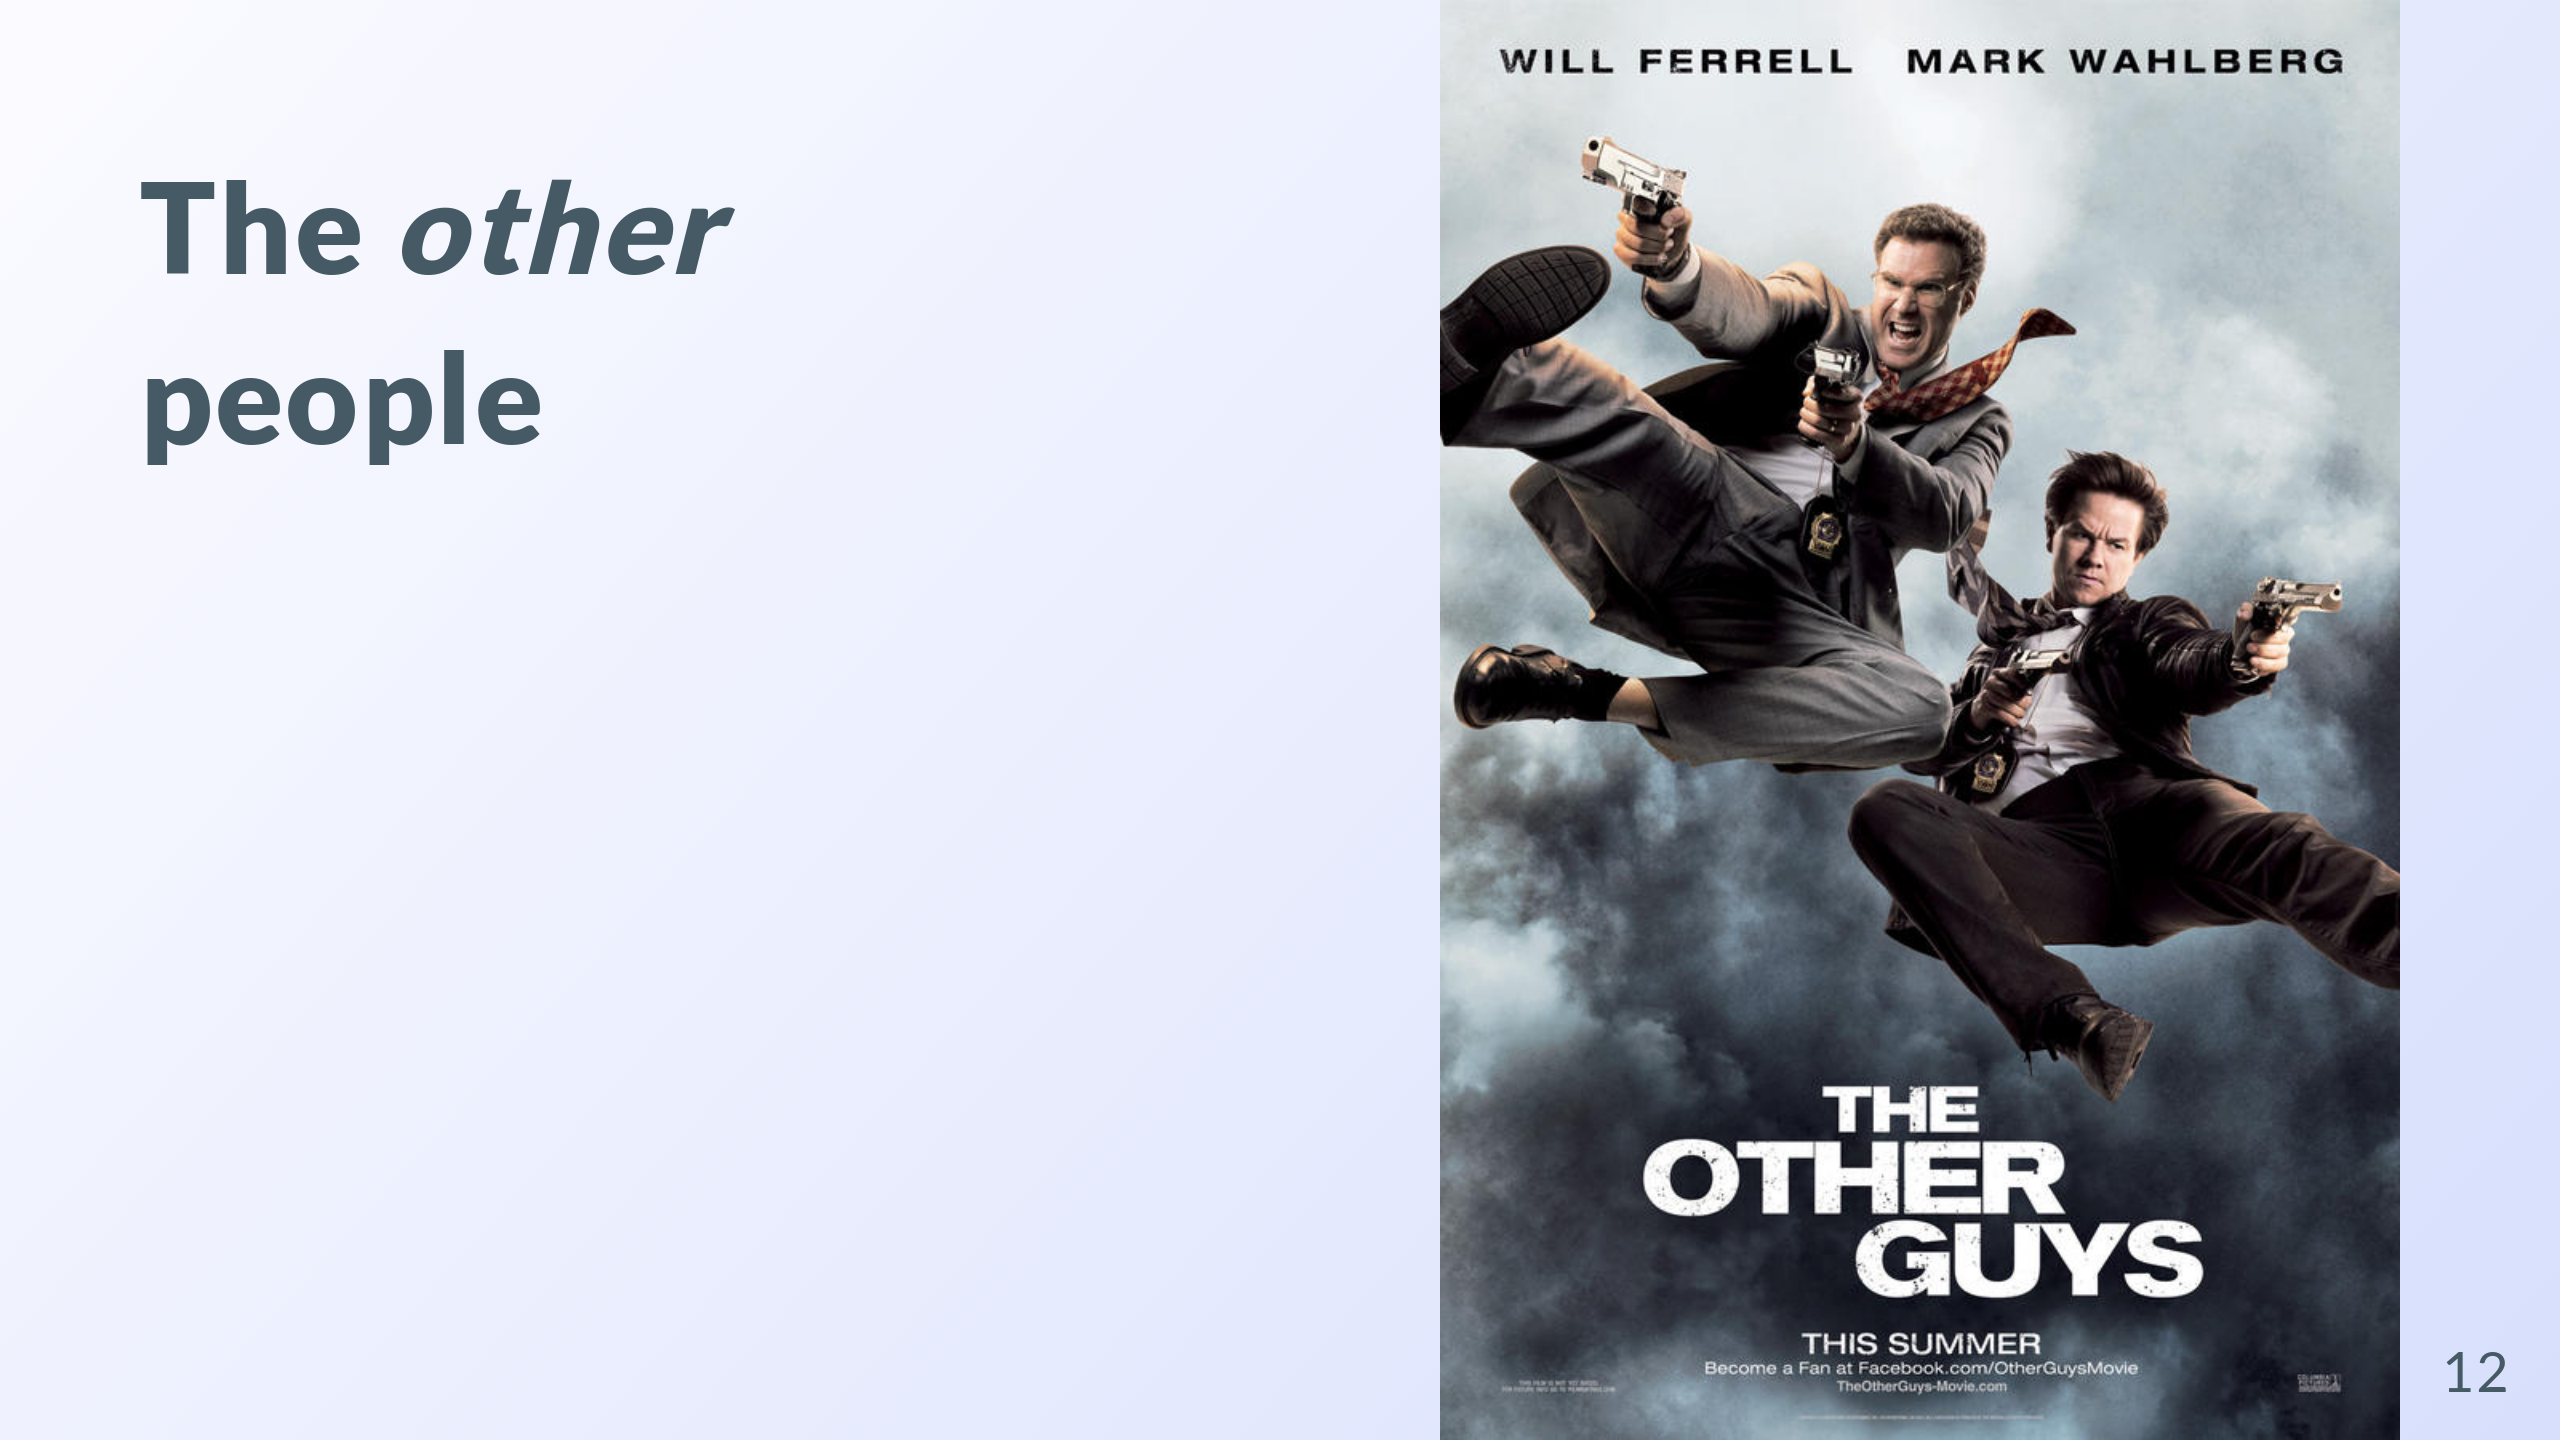 The other
people
WILL FERRELL MARK WAHLBERG
THE
OTHER
GUYS
THIS SUMMER
Become a Fan at Facebook.com/OtherGuysMovie
TheOtherGuys-Movie.com
12